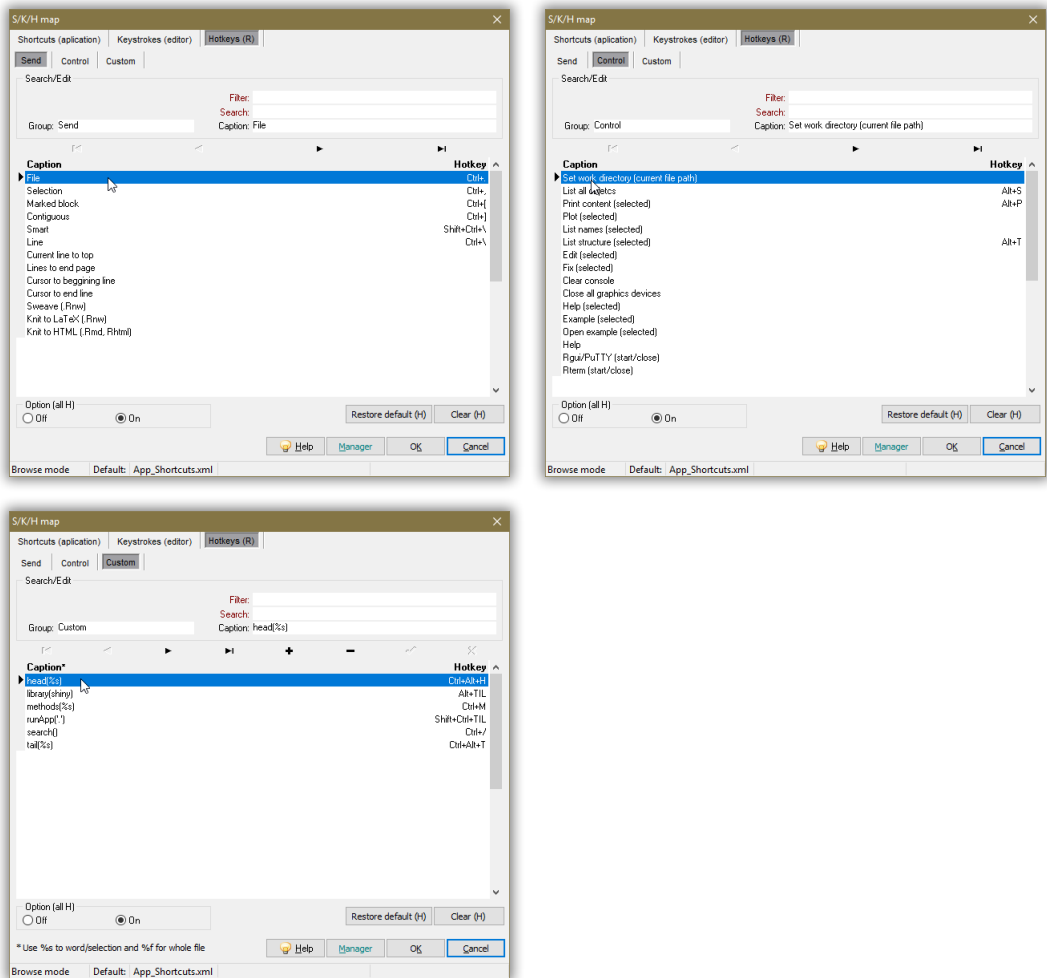 S/K/H map
Shortcuts (aplication) Keystrokes (editor) Hotkeys (R)
Send Control Custom
Search/Edit
Filter:
Search:
Group: Send Caption: File
Caption Hotkey
File Ctrl+.
Selection Ctrl+,
Marked block Ctrl+[
Contiguous Ctrl+]
Smart Shift+Ctrl+\
Line Ctrl+\
Current line to top
Lines to end page
Cursor to beggining line
Cursor to end line
Sweave (.Rnw)
Knit to LaTeX (.Rnw)
Knit to HTML (.Rmd, Rhtml)
Option (all H)
Off On Restore default (H) Clear (H)
Help Manager OK Cancel
Browse mode Default: App_Shortcuts.xml
S/K/H map
Shortcuts (aplication) Keystrokes (editor) Hotkeys (R)
Send Control Custom
Search/Edit
Filter:
Search:
Group: Control Caption: Set work directory (current file path)
Caption Hotkey
Set work directory (current file path)
List all Alt+S
Print content (selected) Alt+P
Plot (selected)
List names (selected)
List structure (selected) Alt+T
Edit (selected)
Fix (selected)
Clear console
Close all graphics devices
Help (selected)
Example (selected)
Open example (selected)
Help
Rgui/PuTTY (start/close)
Rterm (start/close)
Option (all H)
Off On Restore default (H) Clear (H)
Help Manager OK Cancel
Browse mode Default: App_Shortcuts.xml
S/K/H map
Shortcuts (aplication) Keystrokes (editor) Hotkeys (R)
Send Control Custom
Search/Edit
Filter:
Search:
Group: Custom Caption: head(%s)
Caption* Hotkey
head(%s) Ctrl+Alt+H
library(shiny) Alt+TIL
methods(%s) Ctrl+M
runApp('.') Shift+Ctrl+TIL
search() Ctrl+/
tail(%s) Ctrl+Alt+T
Option (all H)
Off On Restore default (H) Clear (H)
* Use %s to word/selection and %f for whole file Help Manager OK Cancel
Browse mode Default: App_Shortcuts.xml